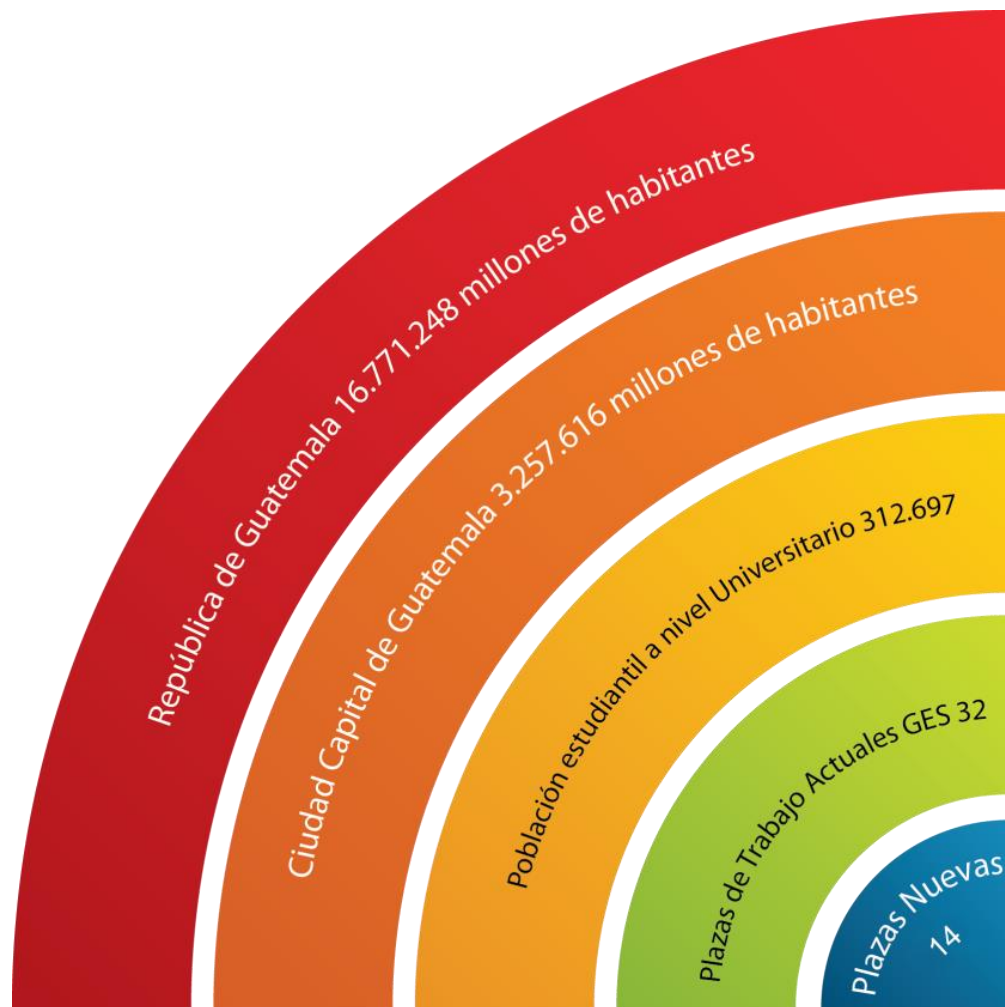 República de Guatemala 16.771.248 millones de habitantes
Ciudad Capital de Guatemala 3.257.616 millones de habitantes
Población estudiantil a nivel Universitario 312.697
Plazas de Trabajo Actuales GES 32
Plazas Nuevas
14